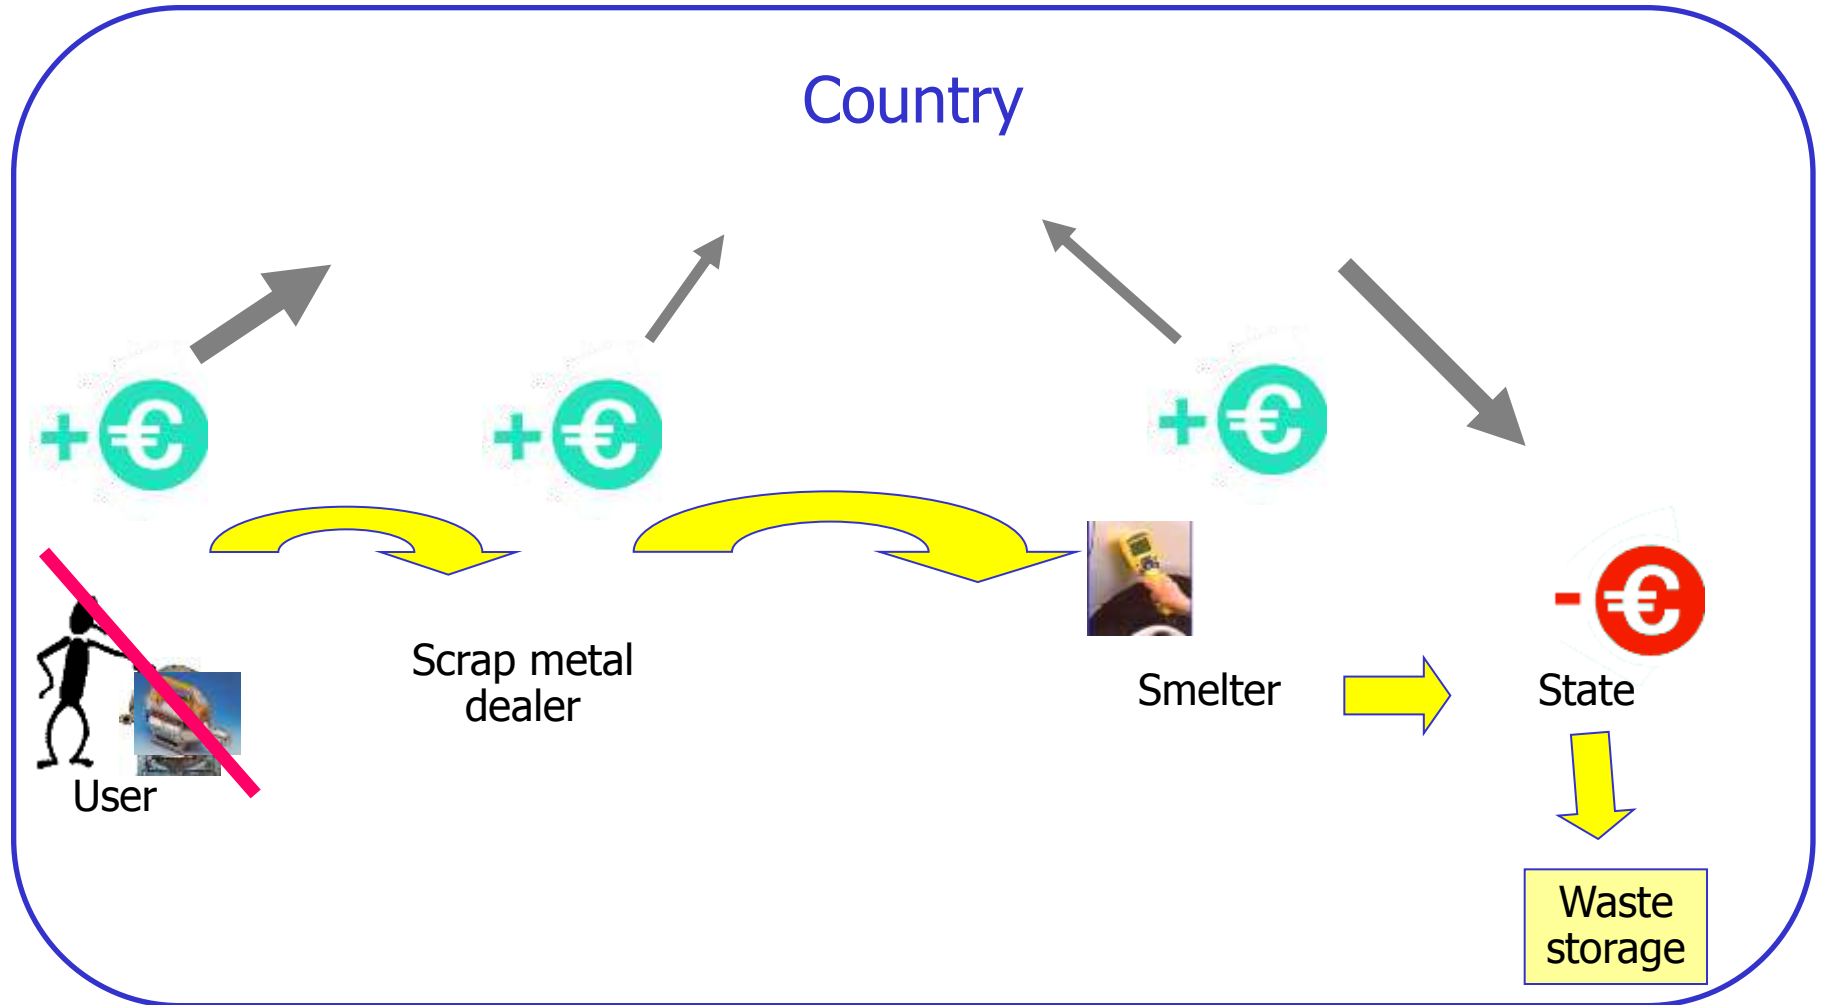 Country
+€
+€
+€
-€
Scrap metal
dealer
Smelter
State
User
Waste
storage